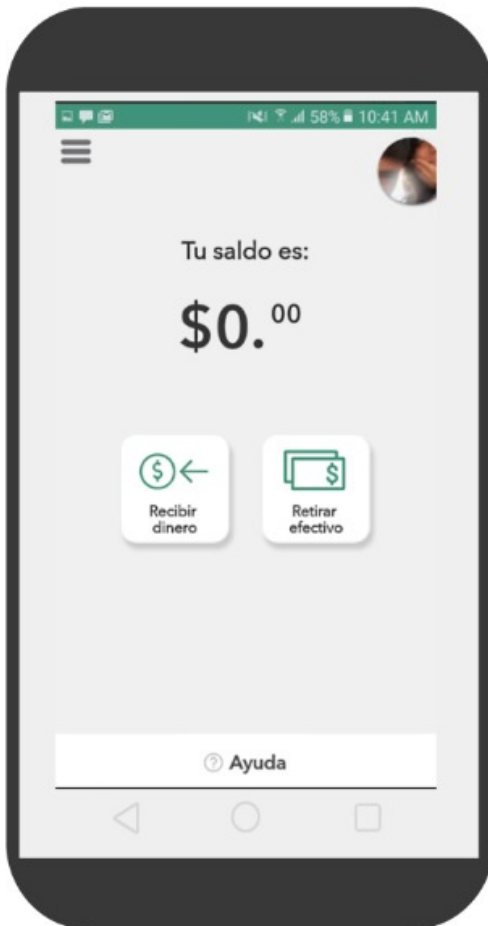 58% 10:41 AM
Tu saldo es:
$0.00
Recibir
dinero
Retirar
efectivo
Ayuda